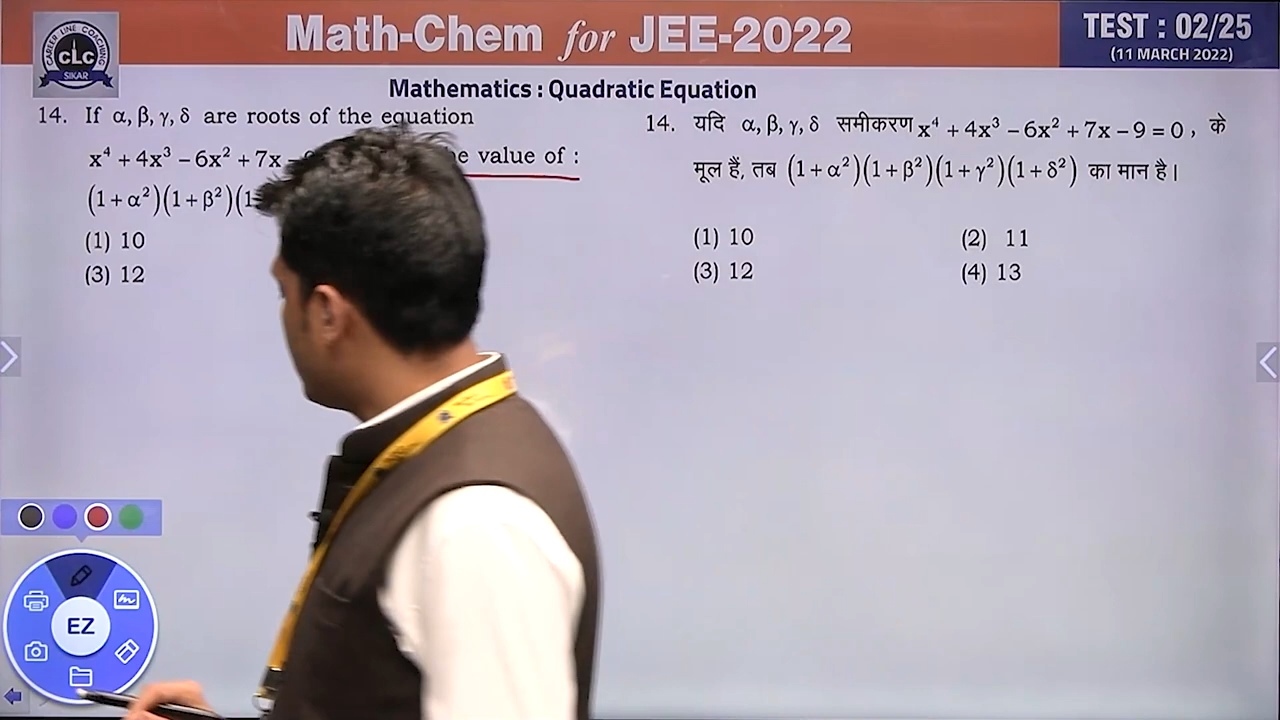 CAREER LINE COACHING
CLC
SIKAR
Math-Chem for JEE-2022
TEST : 02/25
(11 MARCH 2022)
Mathematics : Quadratic Equation
14. If α, β, γ, δ are roots of the equation
x⁴ + 4x³ − 6x² + 7x − value of :
(1+α²)(1+β²)(1
(1) 10
(3) 12
14. यदि α, β, γ, δ समीकरण x⁴ + 4x³ − 6x² + 7x − 9 = 0 , के
मूल हैं, तब (1+α²)(1+β²)(1+γ²)(1+δ²) का मान है।
(1) 10 (2) 11
(3) 12 (4) 13
EZ